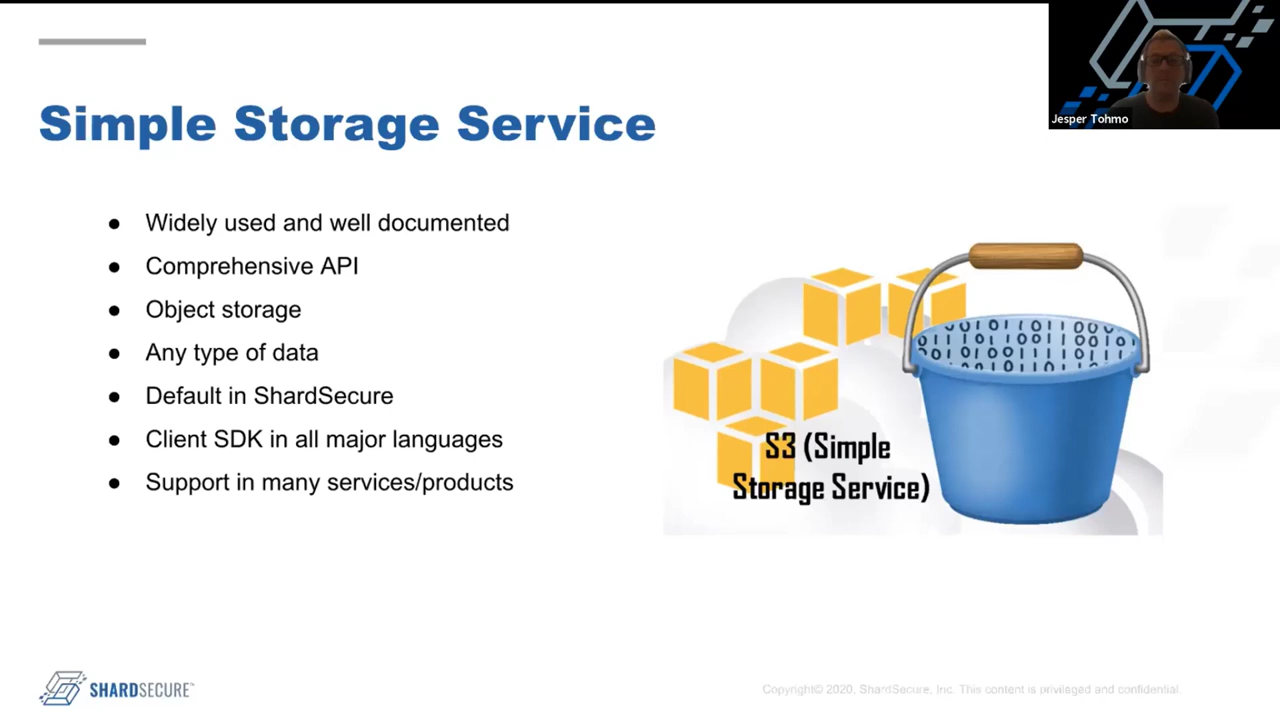 Jesper Tohmo
Simple Storage Service
● Widely used and well documented
● Comprehensive API
● Object storage
● Any type of data
● Default in ShardSecure
● Client SDK in all major languages
● Support in many services/products
S3 (Simple
Storage Service)
SHARDSECURE™
Copyright© 2020, ShardSecure, Inc. This content is privileged and confidential.